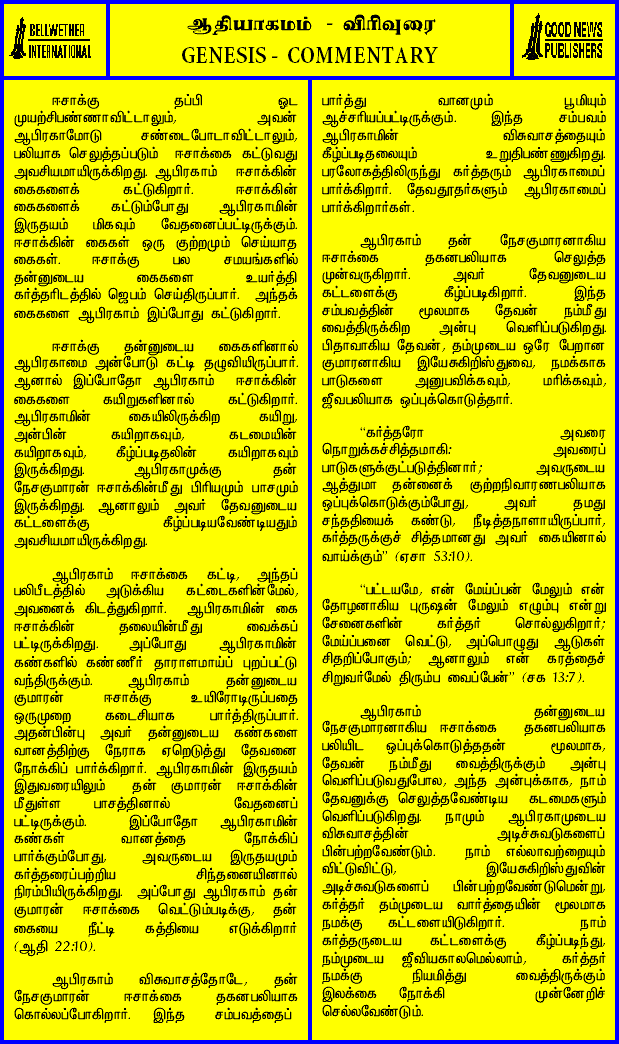 BELLWETHER
INTERNATIONAL
ஆதியாகமம் - விரிவுரை
GENESIS - COMMENTARY
GOOD NEWS
PUBLISHERS
ஈசாக்கு தப்பி ஓட
முயற்சிபண்ணாவிட்டாலும், அவன்
ஆபிரகாமோடு சண்டைபோடாவிட்டாலும்,
பலியாக செலுத்தப்படும் ஈசாக்கை கட்டுவது
அவசியமாயிருக்கிறது. ஆபிரகாம் ஈசாக்கின்
கைகளைக் கட்டுகிறார். ஈசாக்கின்
கைகளைக் கட்டும்போது ஆபிரகாமின்
இருதயம் மிகவும் வேதனைப்பட்டிருக்கும்.
ஈசாக்கின் கைகள் ஒரு குற்றமும் செய்யாத
கைகள். ஈசாக்கு பல சமயங்களில்
தன்னுடைய கைகளை உயர்த்தி
கர்த்தரிடத்தில் ஜெபம் செய்திருப்பார். அந்தக்
கைகளை ஆபிரகாம் இப்போது கட்டுகிறார்.
ஈசாக்கு தன்னுடைய கைகளினால்
ஆபிரகாமை அன்போடு கட்டி தழுவியிருப்பார்.
ஆனால் இப்போதோ ஆபிரகாம் ஈசாக்கின்
கைகளை கயிறுகளினால் கட்டுகிறார்.
ஆபிரகாமின் கையிலிருக்கிற கயிறு,
அன்பின் கயிறாகவும், கடமையின்
கயிறாகவும், கீழ்ப்படிதலின் கயிறாகவும்
இருக்கிறது. ஆபிரகாமுக்கு தன்
நேசகுமாரன் ஈசாக்கின்மீது பிரியமும் பாசமும்
இருக்கிறது. ஆனாலும் அவர் தேவனுடைய
கட்டளைக்கு கீழ்ப்படியவேண்டியதும்
அவசியமாயிருக்கிறது.
ஆபிரகாம் ஈசாக்கை கட்டி, அந்தப்
பலிபீடத்தில் அடுக்கிய கட்டைகளின்மேல்,
அவனைக் கிடத்துகிறார். ஆபிரகாமின் கை
ஈசாக்கின் தலையின்மீது வைக்கப்
பட்டிருக்கிறது. அப்போது ஆபிரகாமின்
கண்களில் கண்ணீர் தாராளமாய்ப் புறப்பட்டு
வந்திருக்கும். ஆபிரகாம் தன்னுடைய
குமாரன் ஈசாக்கு உயிரோடிருப்பதை
ஒருமுறை கடைசியாக பார்த்திருப்பார்.
அதன்பின்பு அவர் தன்னுடைய கண்களை
வானத்திற்கு நேராக ஏறெடுத்து தேவனை
நோக்கிப் பார்க்கிறார். ஆபிரகாமின் இருதயம்
இதுவரையிலும் தன் குமாரன் ஈசாக்கின்
மீதுள்ள பாசத்தினால் வேதனைப்
பட்டிருக்கும். இப்போதோ ஆபிரகாமின்
கண்கள் வானத்தை நோக்கிப்
பார்க்கும்போது, அவருடைய இருதயமும்
கர்த்தரைப்பற்றிய சிந்தனையினால்
நிரம்பியிருக்கிறது. அப்போது ஆபிரகாம் தன்
குமாரன் ஈசாக்கை வெட்டும்படிக்கு, தன்
கையை நீட்டி கத்தியை எடுக்கிறார்
(ஆதி 22:10).
ஆபிரகாம் விசுவாசத்தோடே, தன்
நேசகுமாரன் ஈசாக்கை தகனபலியாக
கொல்லப்போகிறார். இந்த சம்பவத்தைப்
பார்த்து வானமும் பூமியும்
ஆச்சரியப்பட்டிருக்கும். இந்த சம்பவம்
ஆபிரகாமின் விசுவாசத்தையும்
கீழ்ப்படிதலையும் உறுதிபண்ணுகிறது.
பரலோகத்திலிருந்து கர்த்தரும் ஆபிரகாமைப்
பார்க்கிறார். தேவதூதர்களும் ஆபிரகாமைப்
பார்க்கிறார்கள்.
ஆபிரகாம் தன் நேசகுமாரனாகிய
ஈசாக்கை தகனபலியாக செலுத்த
முன்வருகிறார். அவர் தேவனுடைய
கட்டளைக்கு கீழ்ப்படிகிறார். இந்த
சம்பவத்தின் மூலமாக தேவன் நம்மீது
வைத்திருக்கிற அன்பு வெளிப்படுகிறது.
பிதாவாகிய தேவன், தம்முடைய ஒரே பேறான
குமாரனாகிய இயேசுகிறிஸ்துவை, நமக்காக
பாடுகளை அனுபவிக்கவும், மரிக்கவும்,
ஜீவபலியாக ஒப்புக்கொடுத்தார்.
“கர்த்தரோ அவரை
நொறுக்கச்சித்தமாகி: அவரைப்
பாடுகளுக்குட்படுத்தினார்; அவருடைய
ஆத்துமா தன்னைக் குற்றநிவாரணபலியாக
ஒப்புக்கொடுக்கும்போது, அவர் தமது
சந்ததியைக் கண்டு, நீடித்தநாளாயிருப்பார்,
கர்த்தருக்குச் சித்தமானது அவர் கையினால்
வாய்க்கும்” (ஏசா 53:10).
“பட்டயமே, என் மேய்ப்பன் மேலும் என்
தோழனாகிய புருஷன் மேலும் எழும்பு என்று
சேனைகளின் கர்த்தர் சொல்லுகிறார்;
மேய்ப்பனை வெட்டு, அப்பொழுது ஆடுகள்
சிதறிப்போகும்; ஆனாலும் என் கரத்தைச்
சிறுவர்மேல் திரும்ப வைப்பேன்” (சக 13:7).
ஆபிரகாம் தன்னுடைய
நேசகுமாரனாகிய ஈசாக்கை தகனபலியாக
பலியிட ஒப்புக்கொடுத்ததன் மூலமாக,
தேவன் நம்மீது வைத்திருக்கும் அன்பு
வெளிப்படுவதுபோல, அந்த அன்புக்காக, நாம்
தேவனுக்கு செலுத்தவேண்டிய கடமைகளும்
வெளிப்படுகிறது. நாமும் ஆபிரகாமுடைய
விசுவாசத்தின் அடிச்சுவடுகளைப்
பின்பற்றவேண்டும். நாம் எல்லாவற்றையும்
விட்டுவிட்டு, இயேசுகிறிஸ்துவின்
அடிச்சுவடுகளைப் பின்பற்றவேண்டுமென்று,
கர்த்தர் தம்முடைய வார்த்தையின் மூலமாக
நமக்கு கட்டளையிடுகிறார். நாம்
கர்த்தருடைய கட்டளைக்கு கீழ்ப்படிந்து,
நம்முடைய ஜீவியகாலமெல்லாம், கர்த்தர்
நமக்கு நியமித்து வைத்திருக்கும்
இலக்கை நோக்கி முன்னேறிச்
செல்லவேண்டும்.